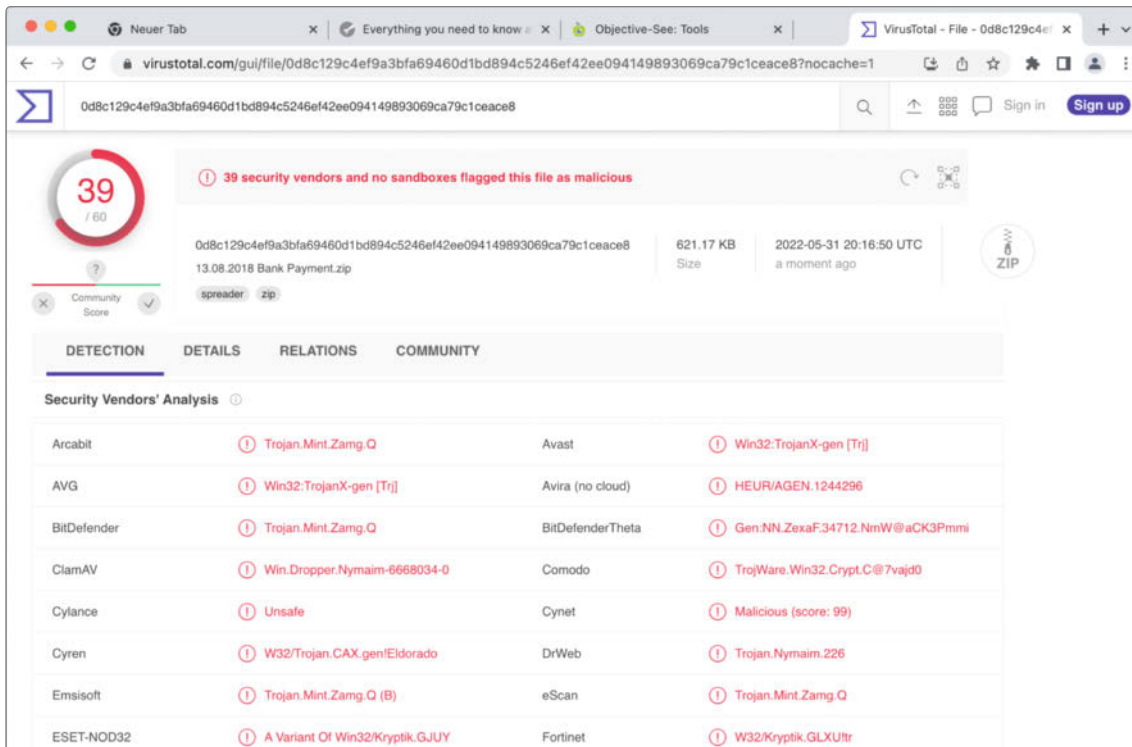 Neuer Tab
Everything you need to know a
Objective-See: Tools
VirusTotal - File - 0d8c129c4ef
virustotal.com/gui/file/0d8c129c4ef9a3bfa69460d1bd894c5246ef42ee094149893069ca79c1ceace8?nocache=1
0d8c129c4ef9a3bfa69460d1bd894c5246ef42ee094149893069ca79c1ceace8
Sign in
Sign up
39
/ 60
?
Community
Score
39 security vendors and no sandboxes flagged this file as malicious
0d8c129c4ef9a3bfa69460d1bd894c5246ef42ee094149893069ca79c1ceace8
13.08.2018 Bank Payment.zip
spreader zip
621.17 KB
Size
2022-05-31 20:16:50 UTC
a moment ago
ZIP
DETECTION DETAILS RELATIONS COMMUNITY
Security Vendors' Analysis
Arcabit Trojan.Mint.Zamg.Q Avast Win32:TrojanX-gen [Trj]
AVG Win32:TrojanX-gen [Trj] Avira (no cloud) HEUR/AGEN.1244296
BitDefender Trojan.Mint.Zamg.Q BitDefenderTheta Gen:NN.ZexaF.34712.NmW@aCK3Pmmi
ClamAV Win.Dropper.Nymaim-6668034-0 Comodo TrojWare.Win32.Crypt.C@7vajd0
Cylance Unsafe Cynet Malicious (score: 99)
Cyren W32/Trojan.CAX.gen!Eldorado DrWeb Trojan.Nymaim.226
Emsisoft Trojan.Mint.Zamg.Q (B) eScan Trojan.Mint.Zamg.Q
ESET-NOD32 A Variant Of Win32/Kryptik.GJUY Fortinet W32/Kryptik.GLXU!tr